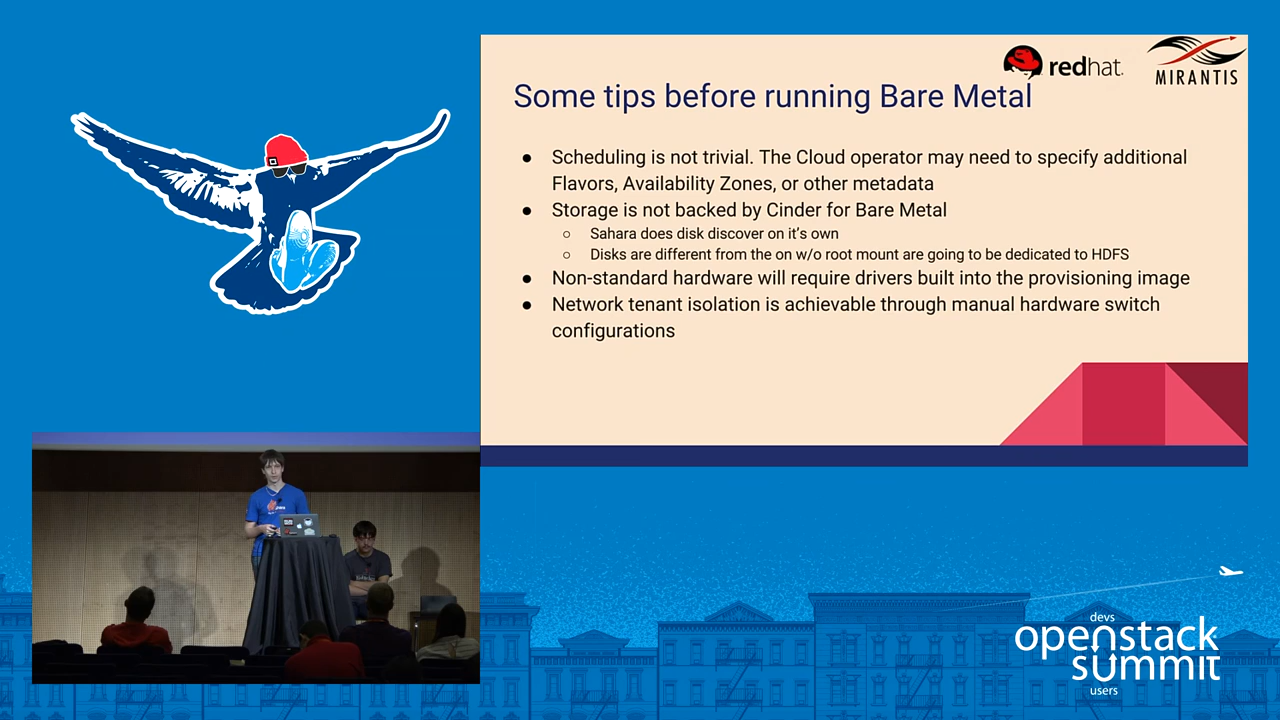 redhat.
MIRANTIS
Some tips before running Bare Metal
● Scheduling is not trivial. The Cloud operator may need to specify additional
Flavors, Availability Zones, or other metadata
● Storage is not backed by Cinder for Bare Metal
○ Sahara does disk discover on it's own
○ Disks are different from the on w/o root mount are going to be dedicated to HDFS
● Non-standard hardware will require drivers built into the provisioning image
● Network tenant isolation is achievable through manual hardware switch
configurations
devs
openstack
summit
users